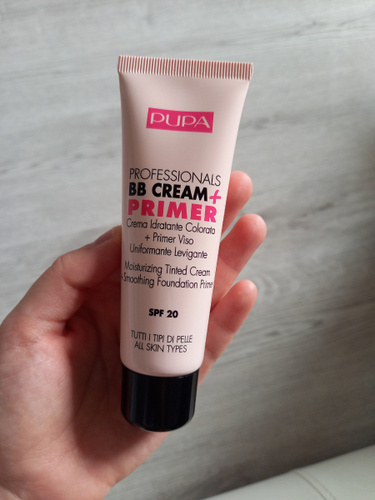 PUPA
PROFESSIONALS
BB CREAM+
PRIMER
Crema Idratante Colorata
+ Primer Viso
Uniformante Levigante
Moisturizing Tinted Cream
Smoothing Foundation Primer
SPF 20
TUTTI I TIPI DI PELLE
ALL SKIN TYPES